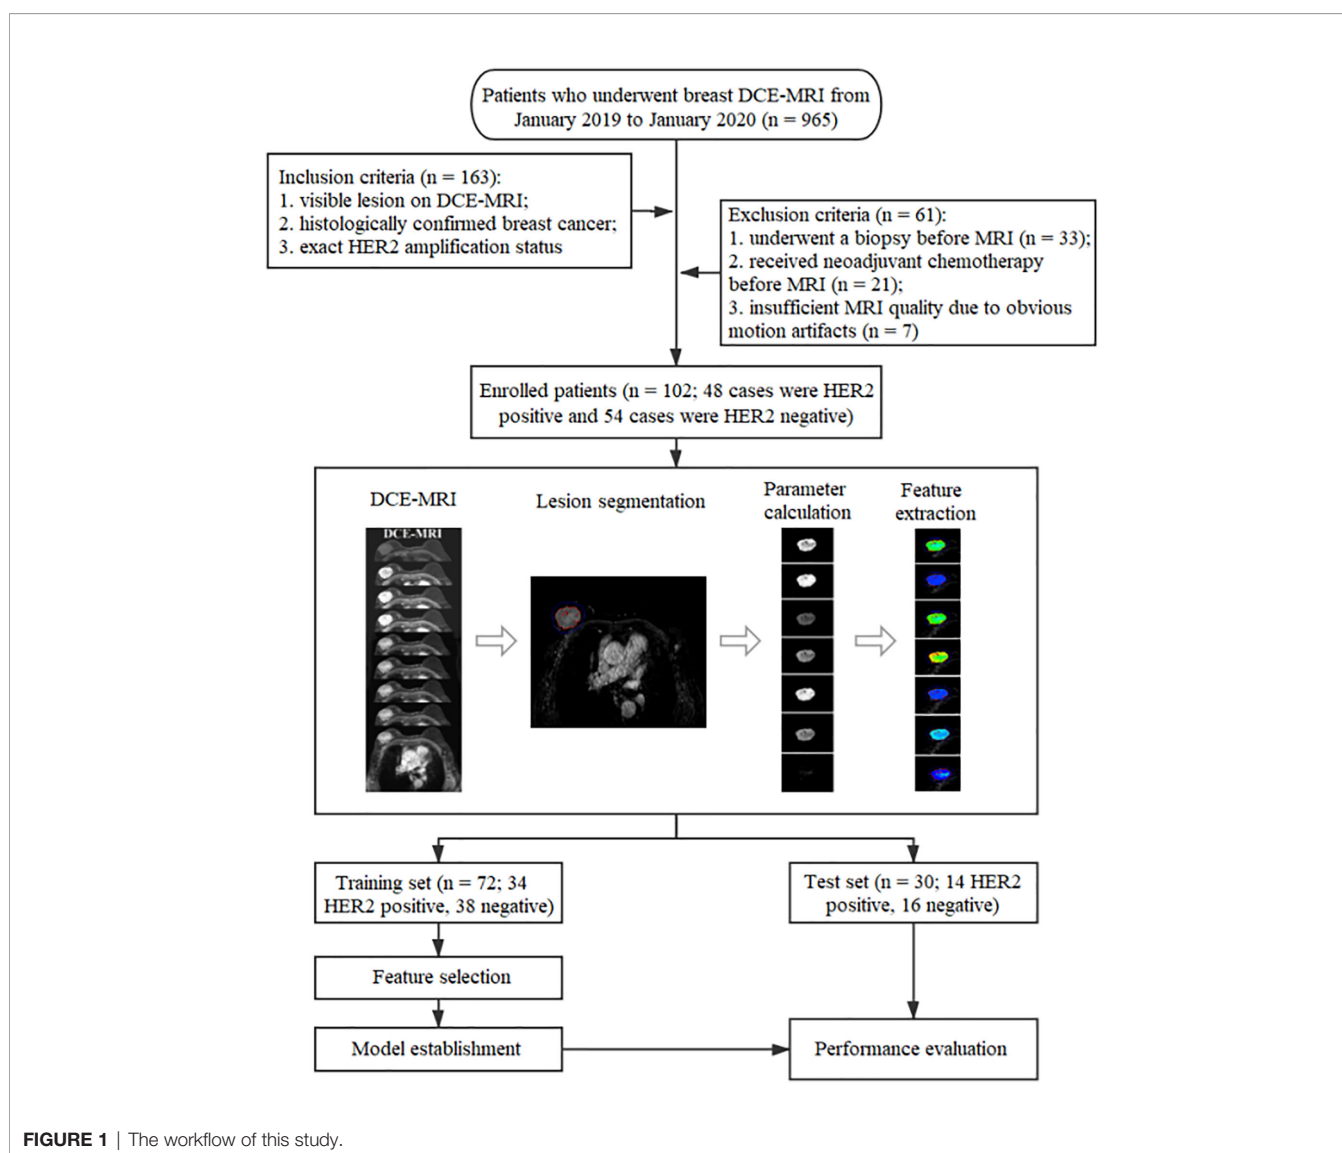 Patients who underwent breast DCE-MRI from
January 2019 to January 2020 (n = 965)
Inclusion criteria (n = 163):
1. visible lesion on DCE-MRI;
2. histologically confirmed breast cancer;
3. exact HER2 amplification status
Exclusion criteria (n = 61):
1. underwent a biopsy before MRI (n = 33);
2. received neoadjuvant chemotherapy
before MRI (n = 21);
3. insufficient MRI quality due to obvious
motion artifacts (n = 7)
Enrolled patients (n = 102; 48 cases were HER2
positive and 54 cases were HER2 negative)
DCE-MRI
DCE-MRI
Lesion segmentation
Parameter
calculation
Feature
extraction
Training set (n = 72; 34
HER2 positive, 38 negative)
Test set (n = 30; 14 HER2
positive, 16 negative)
Feature selection
Model establishment
Performance evaluation
FIGURE 1 | The workflow of this study.